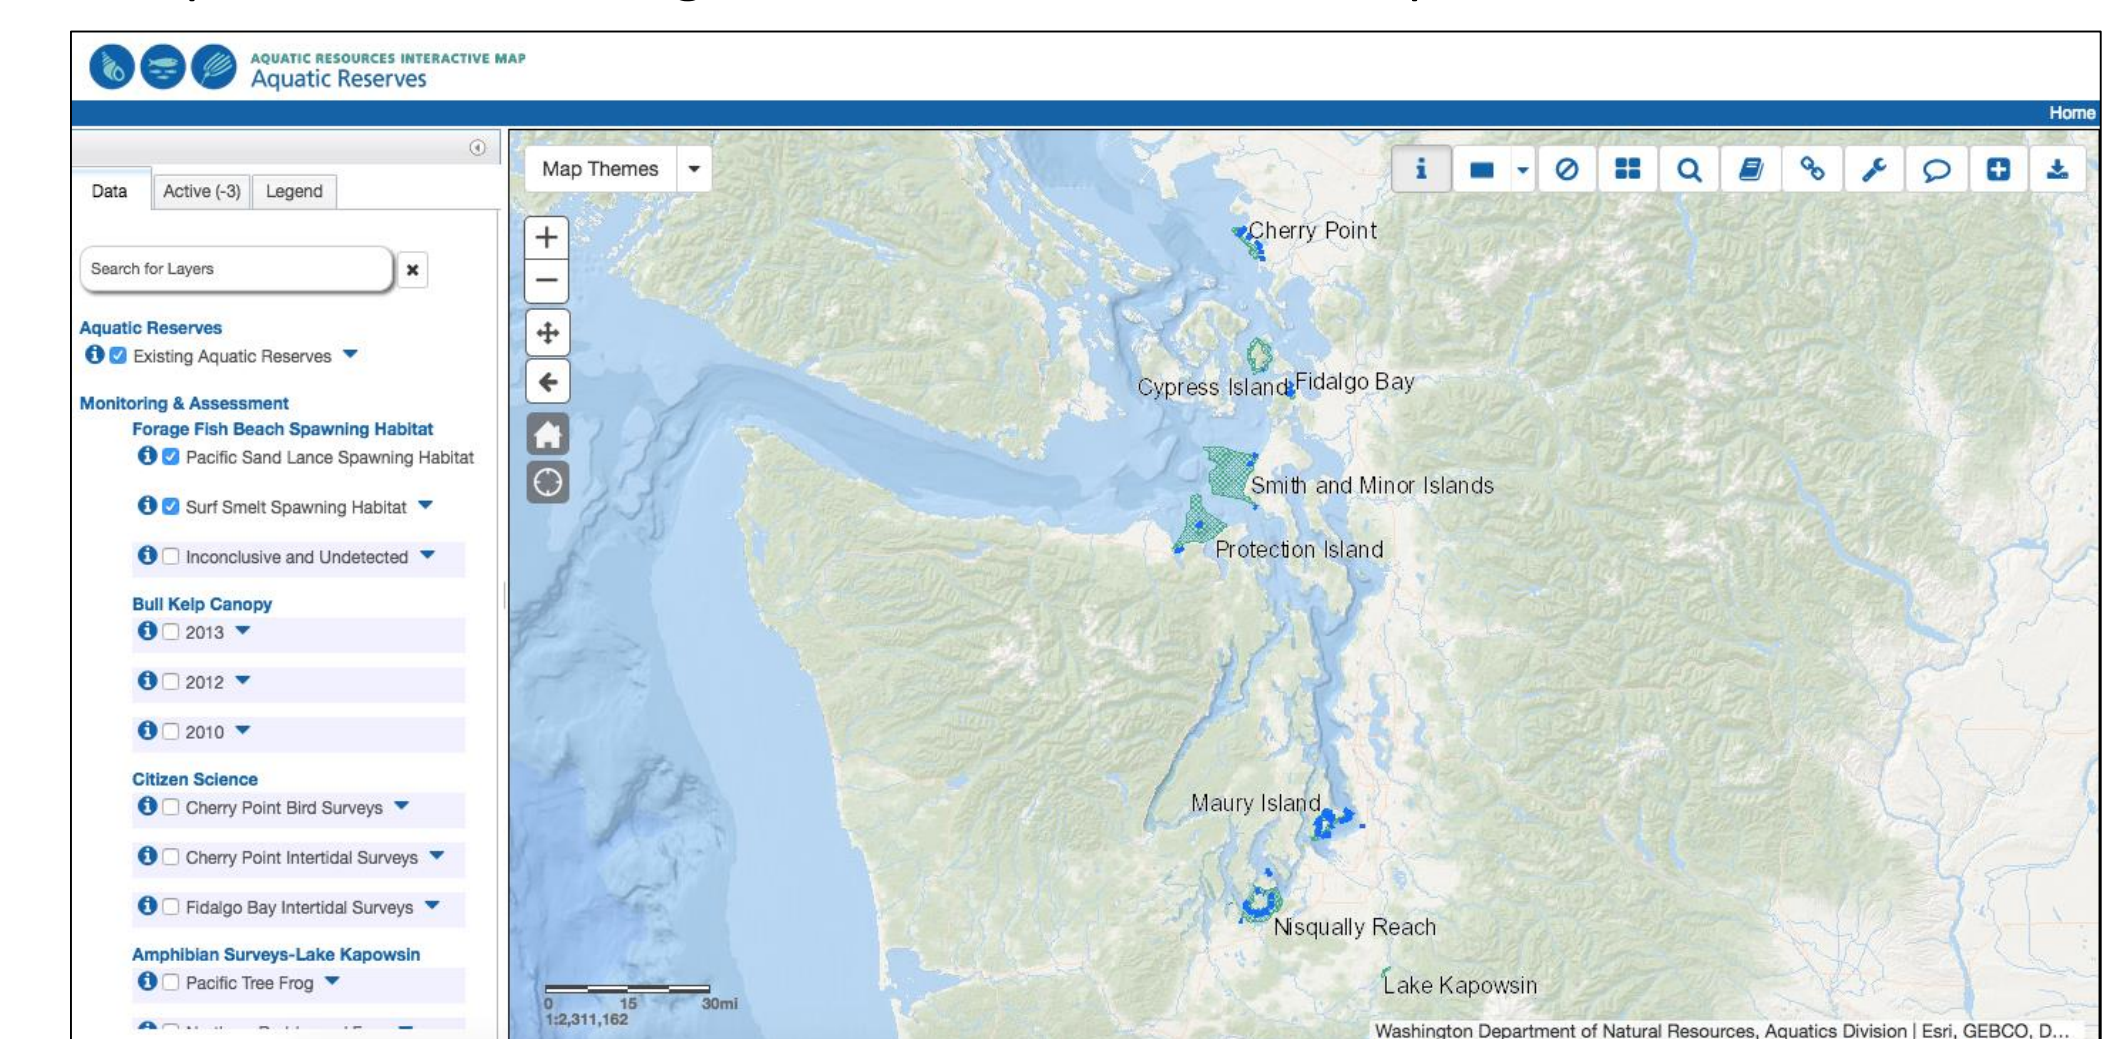 AQUATIC RESOURCES INTERACTIVE MAP
Aquatic Reserves
Home
Data
Active (-3)
Legend
Search for Layers
Aquatic Reserves
Existing Aquatic Reserves
Monitoring & Assessment
Forage Fish Beach Spawning Habitat
Pacific Sand Lance Spawning Habitat
Surf Smelt Spawning Habitat
Inconclusive and Undetected
Bull Kelp Canopy
2013
2012
2010
Citizen Science
Cherry Point Bird Surveys
Cherry Point Intertidal Surveys
Fidalgo Bay Intertidal Surveys
Amphibian Surveys-Lake Kapowsin
Pacific Tree Frog
Map Themes
Cherry Point
Cypress Island
Fidalgo Bay
Smith and Minor Islands
Protection Island
Maury Island
Nisqually Reach
Lake Kapowsin
0 15 30mi
1:2,311,162
Washington Department of Natural Resources, Aquatics Division | Esri, GEBCO, D...